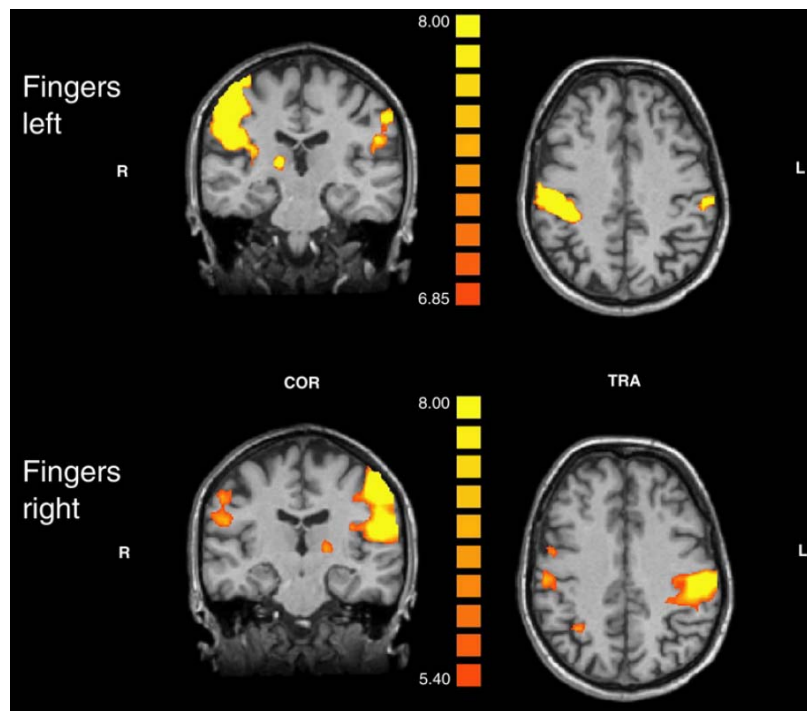 8.00
Fingers
left
R
L
6.85
COR
TRA
8.00
Fingers
right
R
L
5.40